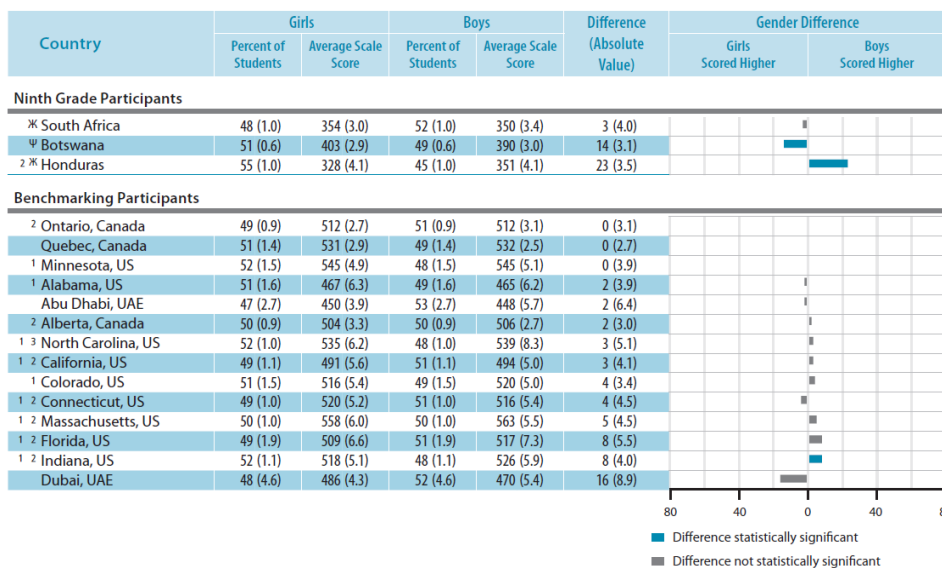 Country Girls Boys Difference (Absolute Value) Gender Difference
Percent of Students Average Scale Score Percent of Students Average Scale Score Girls Scored Higher Boys Scored Higher
Ninth Grade Participants
Ж South Africa 48 (1.0) 354 (3.0) 52 (1.0) 350 (3.4) 3 (4.0)
Ψ Botswana 51 (0.6) 403 (2.9) 49 (0.6) 390 (3.0) 14 (3.1)
2 Ж Honduras 55 (1.0) 328 (4.1) 45 (1.0) 351 (4.1) 23 (3.5)
Benchmarking Participants
2 Ontario, Canada 49 (0.9) 512 (2.7) 51 (0.9) 512 (3.1) 0 (3.1)
Quebec, Canada 51 (1.4) 531 (2.9) 49 (1.4) 532 (2.5) 0 (2.7)
1 Minnesota, US 52 (1.5) 545 (4.9) 48 (1.5) 545 (5.1) 0 (3.9)
1 Alabama, US 51 (1.6) 467 (6.3) 49 (1.6) 465 (6.2) 2 (3.9)
Abu Dhabi, UAE 47 (2.7) 450 (3.9) 53 (2.7) 448 (5.7) 2 (6.4)
2 Alberta, Canada 50 (0.9) 504 (3.3) 50 (0.9) 506 (2.7) 2 (3.0)
1 3 North Carolina, US 52 (1.0) 535 (6.2) 48 (1.0) 539 (8.3) 3 (5.1)
1 2 California, US 49 (1.1) 491 (5.6) 51 (1.1) 494 (5.0) 3 (4.1)
1 Colorado, US 51 (1.5) 516 (5.4) 49 (1.5) 520 (5.0) 4 (3.4)
1 2 Connecticut, US 49 (1.0) 520 (5.2) 51 (1.0) 516 (5.4) 4 (4.5)
1 2 Massachusetts, US 50 (1.0) 558 (6.0) 50 (1.0) 563 (5.5) 5 (4.5)
1 2 Florida, US 49 (1.9) 509 (6.6) 51 (1.9) 517 (7.3) 8 (5.5)
1 2 Indiana, US 52 (1.1) 518 (5.1) 48 (1.1) 526 (5.9) 8 (4.0)
Dubai, UAE 48 (4.6) 486 (4.3) 52 (4.6) 470 (5.4) 16 (8.9)
80 40 0 40
Difference statistically significant
Difference not statistically significant